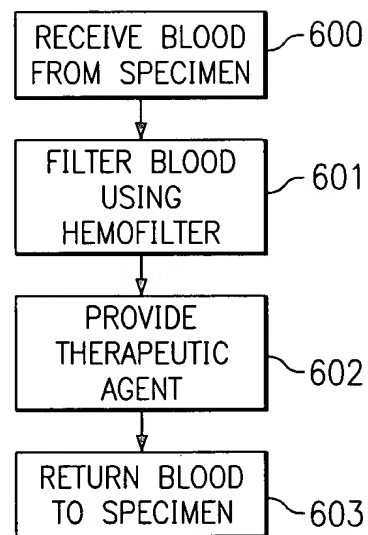 RECEIVE BLOOD
FROM SPECIMEN
600
FILTER BLOOD
USING
HEMOFILTER
601
PROVIDE
THERAPEUTIC
AGENT
602
RETURN BLOOD
TO SPECIMEN
603